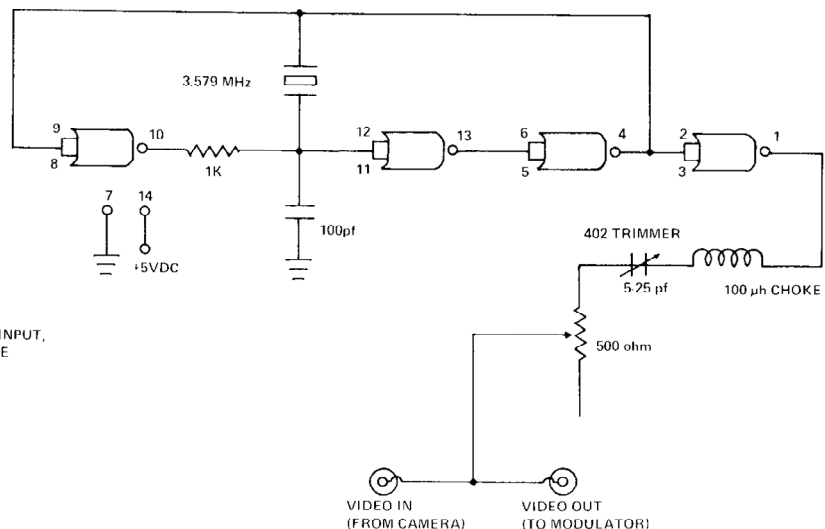 3.579 MHz
9
8
10
1K
12
11
13
6
5
4
2
3
1
7
14
+5VDC
100pf
402 TRIMMER
5-25 pf
100 µh CHOKE
500 ohm
INPUT,
E
VIDEO IN
(FROM CAMERA)
VIDEO OUT
(TO MODULATOR)